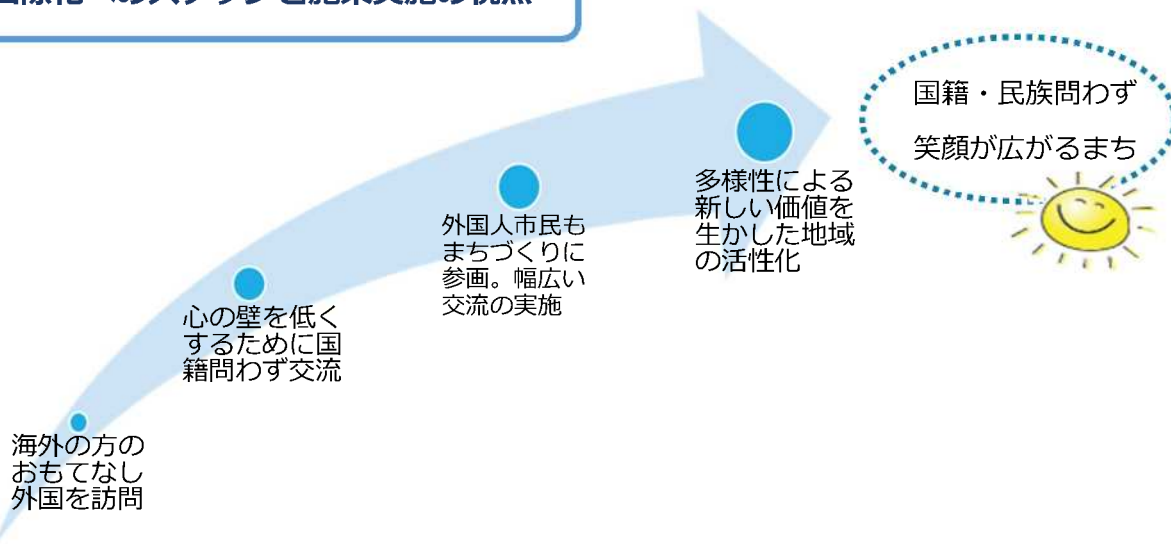 国籍・民族問わず
笑顔が広がるまち
多様性による
新しい価値を
生かした地域
の活性化
外国人市民も
まちづくりに
参画。幅広い
交流の実施
心の壁を低く
するために国
籍問わず交流
海外の方の
おもてなし
外国を訪問